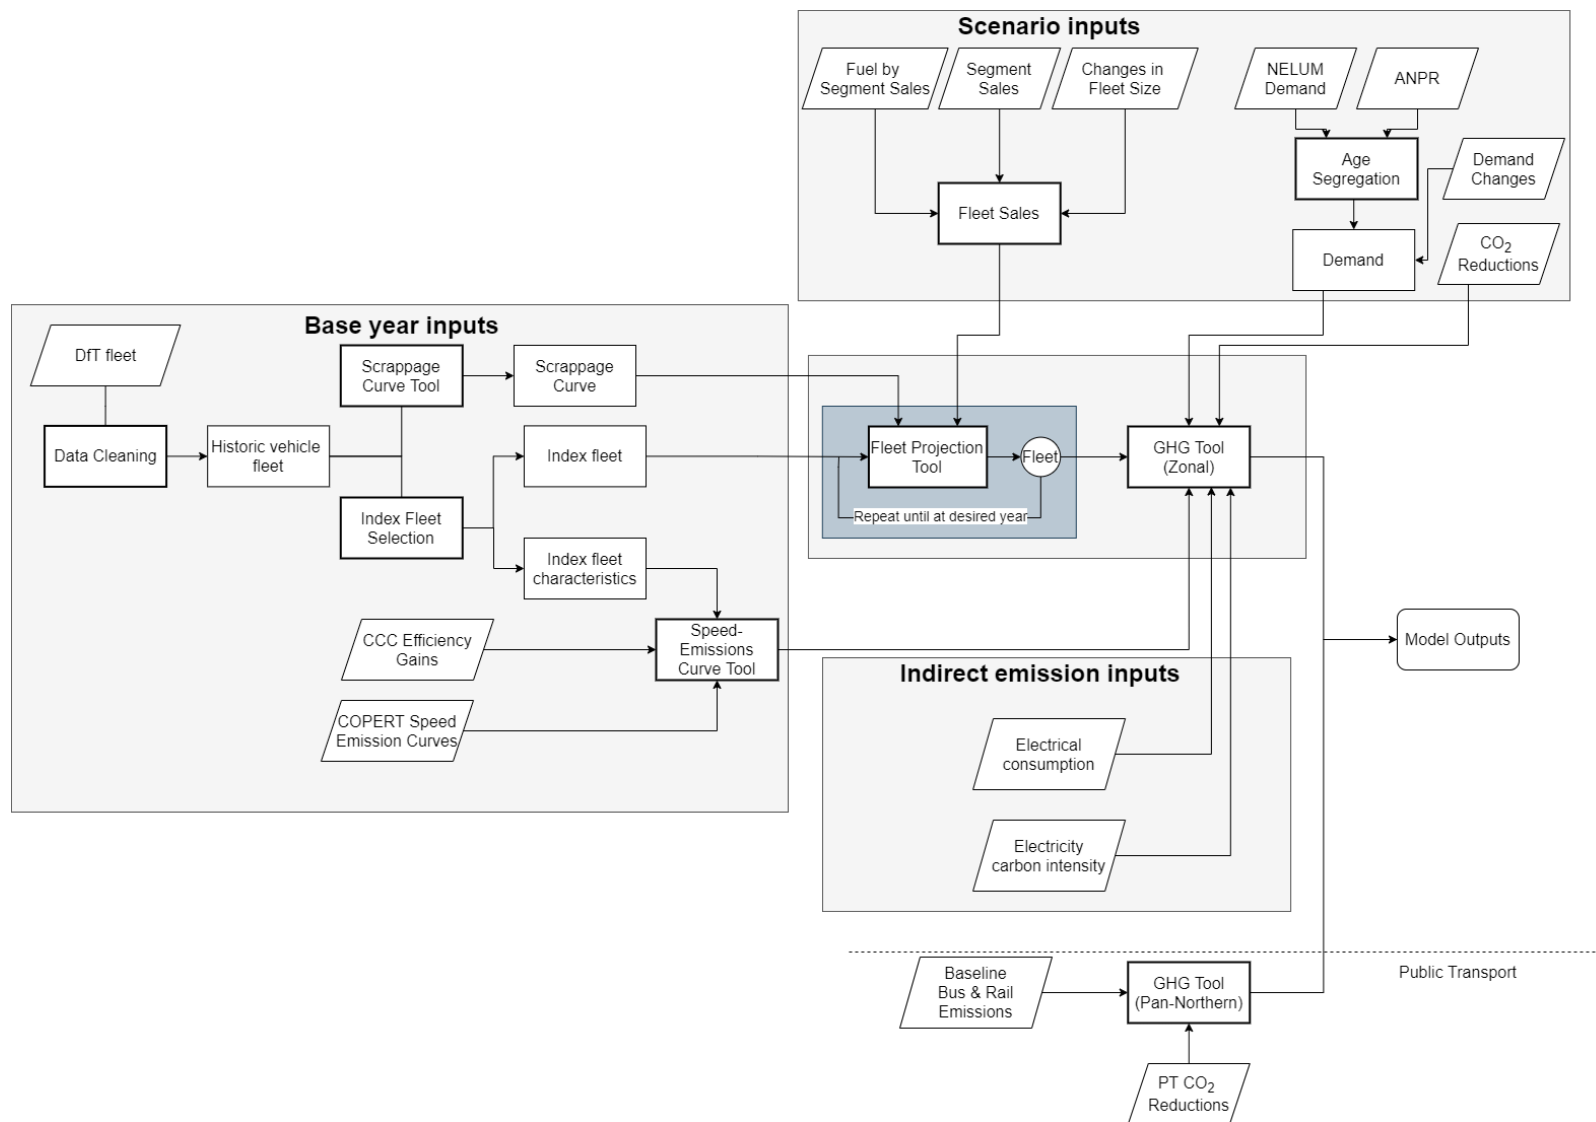 Scenario inputs
Fuel by
Segment Sales
Segment
Sales
Changes in
Fleet Size
NELUM
Demand
ANPR
Age
Segregation
Demand
Changes
Fleet Sales
Demand
CO2
Reductions
Base year inputs
DfT fleet
Scrappage
Curve Tool
Scrappage
Curve
Data Cleaning
Historic vehicle
fleet
Index fleet
Index Fleet
Selection
Index fleet
characteristics
CCC Efficiency
Gains
Speed-
Emissions
Curve Tool
COPERT Speed
Emission Curves
Fleet Projection
Tool
Fleet
Repeat until at desired year
GHG Tool
(Zonal)
Model Outputs
Indirect emission inputs
Electrical
consumption
Electricity
carbon intensity
Public Transport
Baseline
Bus & Rail
Emissions
GHG Tool
(Pan-Northern)
PT CO2
Reductions